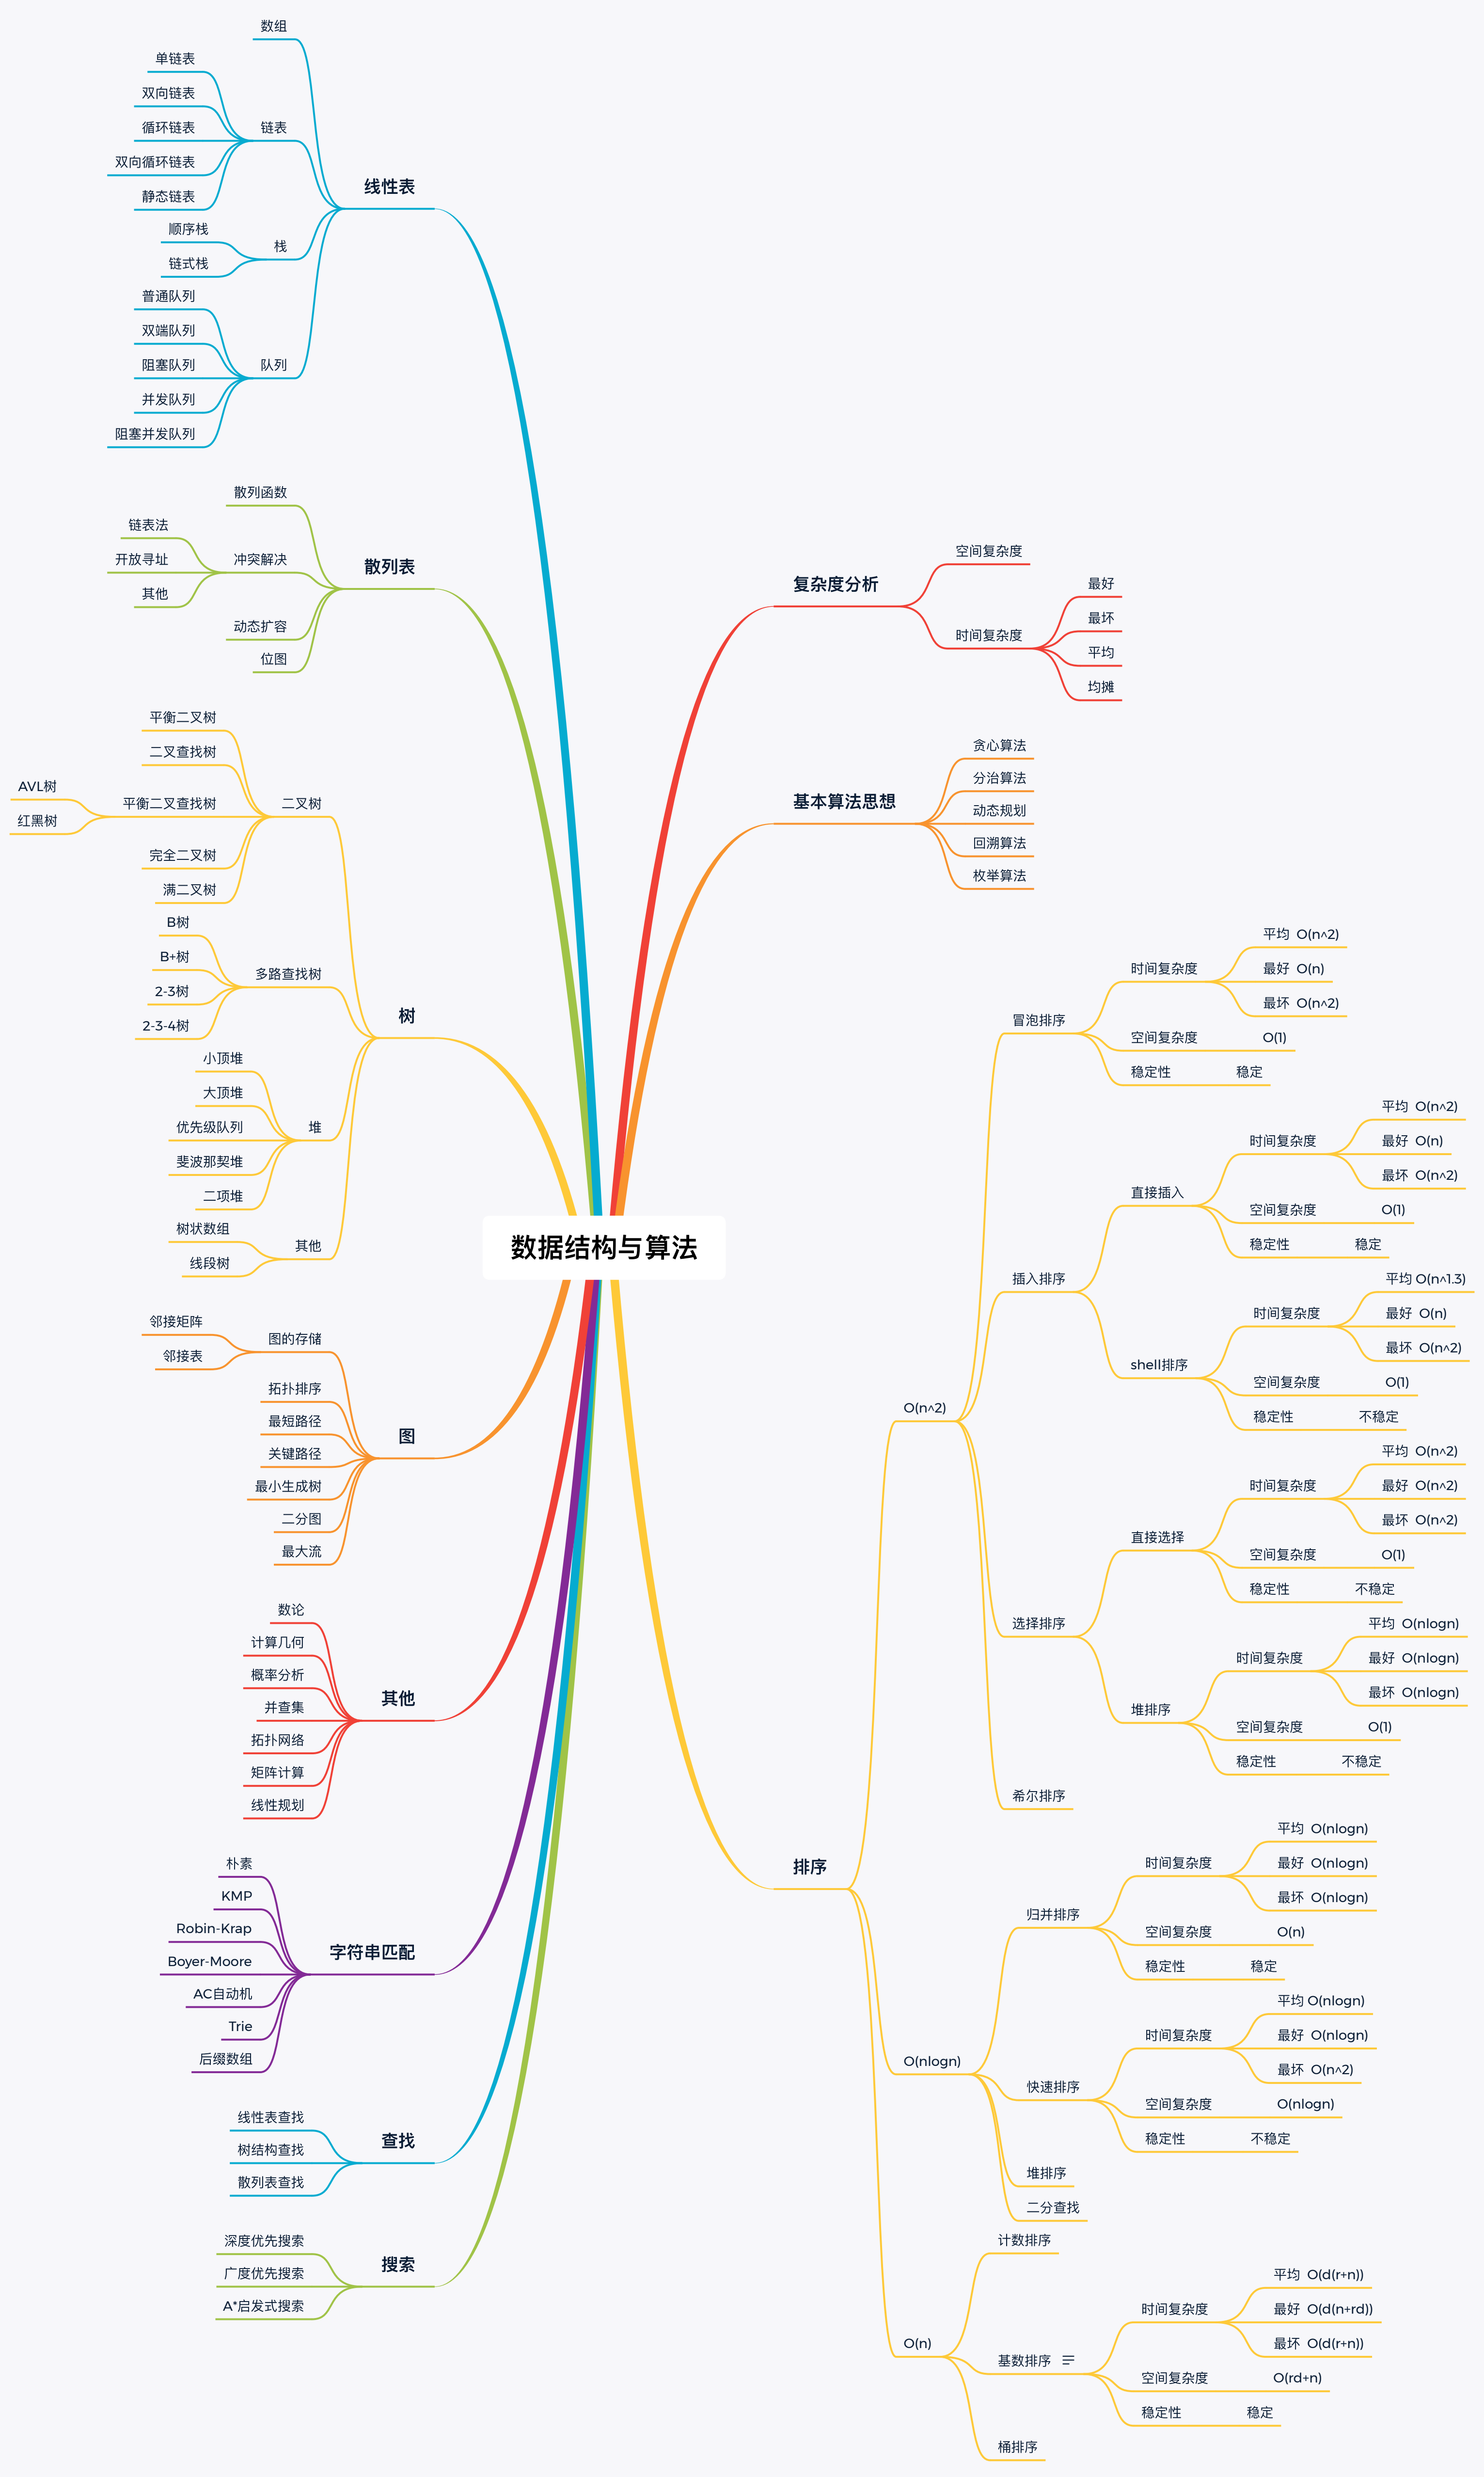 数据结构与算法
线性表
数组
链表
单链表
双向链表
循环链表
双向循环链表
静态链表
栈
顺序栈
链式栈
队列
普通队列
双端队列
阻塞队列
并发队列
阻塞并发队列
散列表
散列函数
冲突解决
链表法
开放寻址
其他
动态扩容
位图
树
二叉树
平衡二叉树
二叉查找树
平衡二叉查找树
AVL树
红黑树
完全二叉树
满二叉树
多路查找树
B树
B+树
2-3树
2-3-4树
堆
小顶堆
大顶堆
优先级队列
斐波那契堆
二项堆
其他
树状数组
线段树
图
图的存储
邻接矩阵
邻接表
拓扑排序
最短路径
关键路径
最小生成树
二分图
最大流
其他
数论
计算几何
概率分析
并查集
拓扑网络
矩阵计算
线性规划
字符串匹配
朴素
KMP
Robin-Krap
Boyer-Moore
AC自动机
Trie
后缀数组
查找
线性表查找
树结构查找
散列表查找
搜索
深度优先搜索
广度优先搜索
A*启发式搜索
复杂度分析
空间复杂度
时间复杂度
最好
最坏
平均
均摊
基本算法思想
贪心算法
分治算法
动态规划
回溯算法
枚举算法
排序
O(n^2)
冒泡排序
时间复杂度
平均 O(n^2)
最好 O(n)
最坏 O(n^2)
空间复杂度 O(1)
稳定性 稳定
插入排序
直接插入
时间复杂度
平均 O(n^2)
最好 O(n)
最坏 O(n^2)
空间复杂度 O(1)
稳定性 稳定
shell排序
时间复杂度
平均 O(n^1.3)
最好 O(n)
最坏 O(n^2)
空间复杂度 O(1)
稳定性 不稳定
选择排序
直接选择
时间复杂度
平均 O(n^2)
最好 O(n^2)
最坏 O(n^2)
空间复杂度 O(1)
稳定性 不稳定
堆排序
时间复杂度
平均 O(nlogn)
最好 O(nlogn)
最坏 O(nlogn)
空间复杂度 O(1)
稳定性 不稳定
希尔排序
O(nlogn)
归并排序
时间复杂度
平均 O(nlogn)
最好 O(nlogn)
最坏 O(nlogn)
空间复杂度 O(n)
稳定性 稳定
快速排序
时间复杂度
平均 O(nlogn)
最好 O(nlogn)
最坏 O(n^2)
空间复杂度 O(nlogn)
稳定性 不稳定
堆排序
二分查找
O(n)
计数排序
基数排序
时间复杂度
平均 O(d(r+n))
最好 O(d(n+rd))
最坏 O(d(r+n))
空间复杂度 O(rd+n)
稳定性 稳定
桶排序